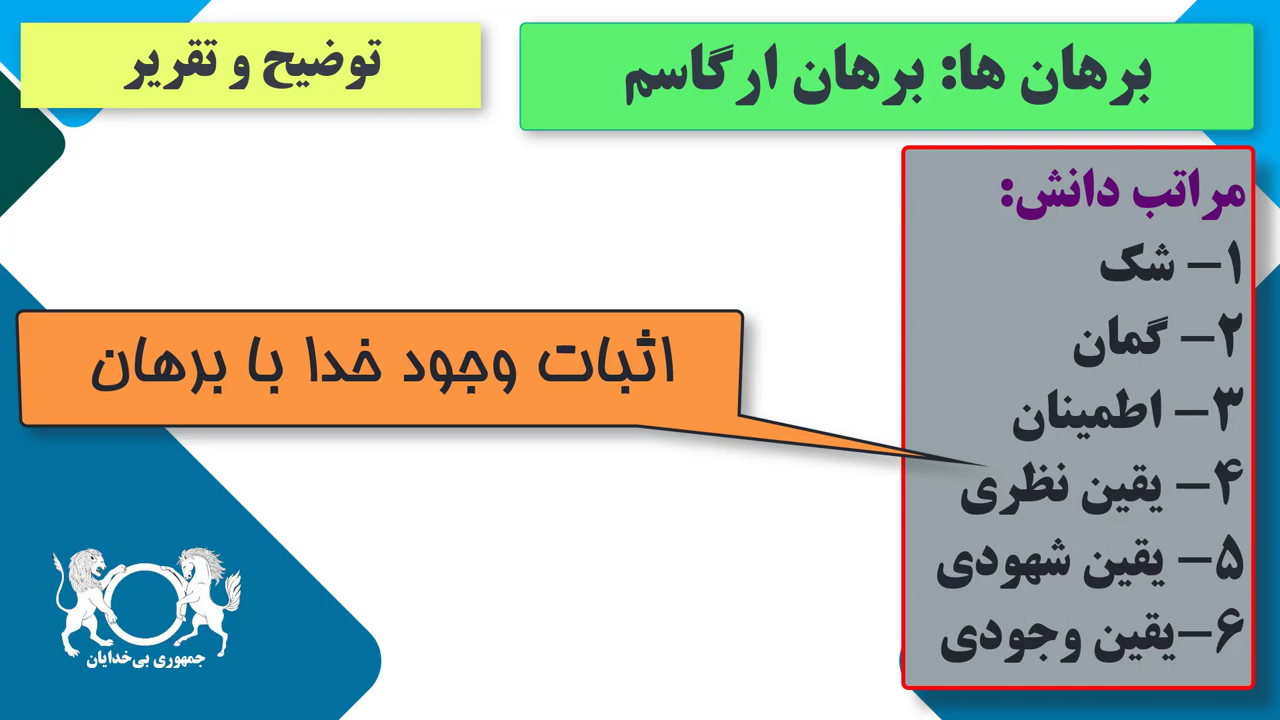 برهان ها: برهان ارگاسم
توضیح و تقریر
مراتب دانش:
۱- شک
۲- گمان
۳- اطمینان
۴- یقین نظری
۵- یقین شهودی
۶-یقین وجودی
اثبات وجود خدا با برهان
جمهوری بی‌خدایان